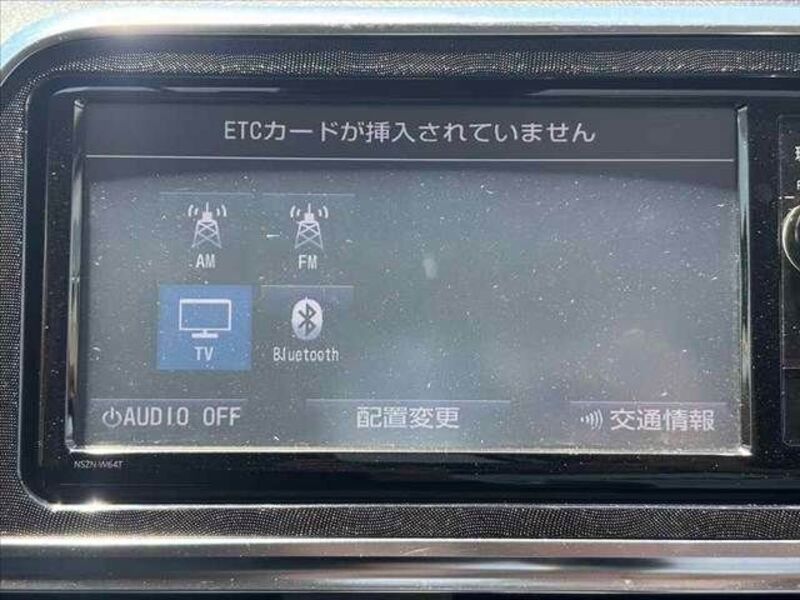 ETCカードが挿入されていません
AM FM
TV Bluetooth
AUDIO OFF 配置変更 交通情報
NSZN-W64T